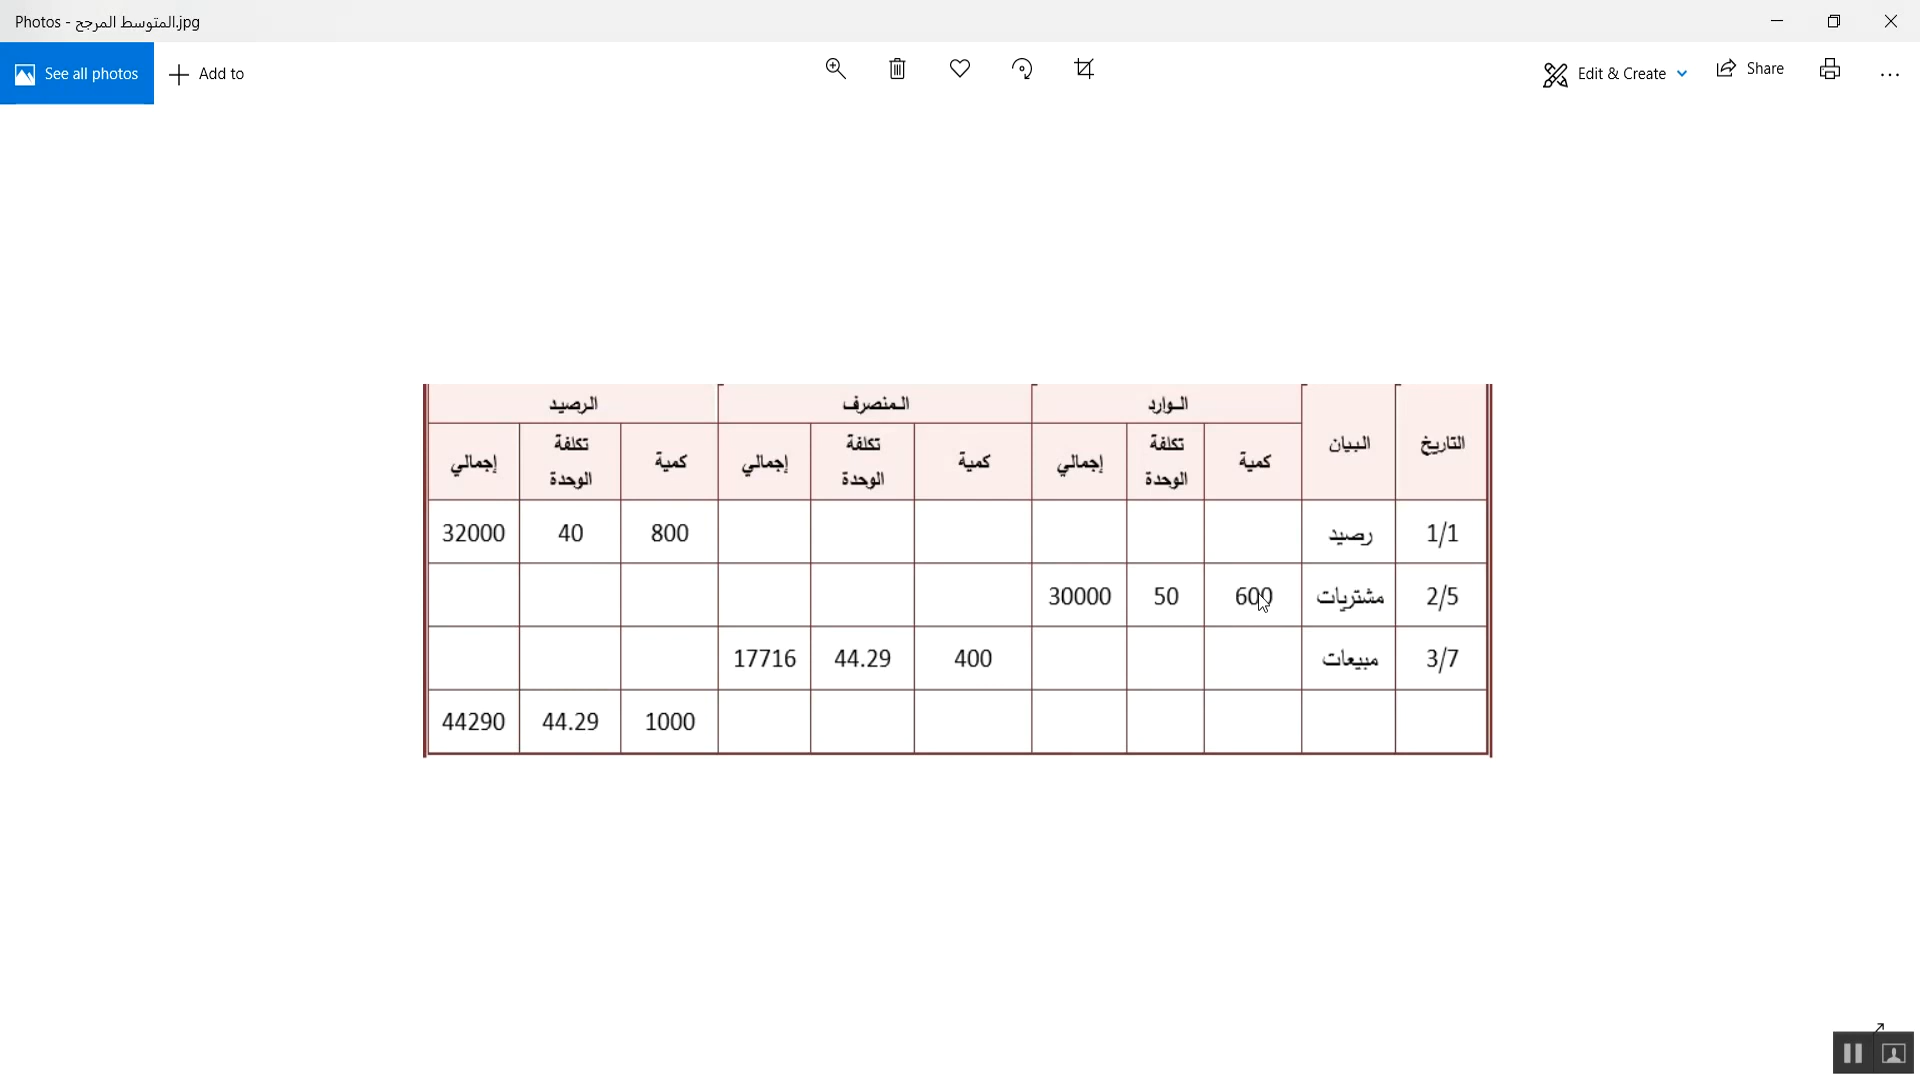 Photos - المتوسط المرجح.jpg
See all photos
Add to
Edit & Create
Share
التاريخ البيان الـوارد الـمنصرف الرصيد
كمية تكلفة الوحدة إجمالي كمية تكلفة الوحدة إجمالي كمية تكلفة الوحدة إجمالي
1/1 رصيد 800 40 32000
2/5 مشتريات 600 50 30000
3/7 مبيعات 400 44.29 17716
1000 44.29 44290